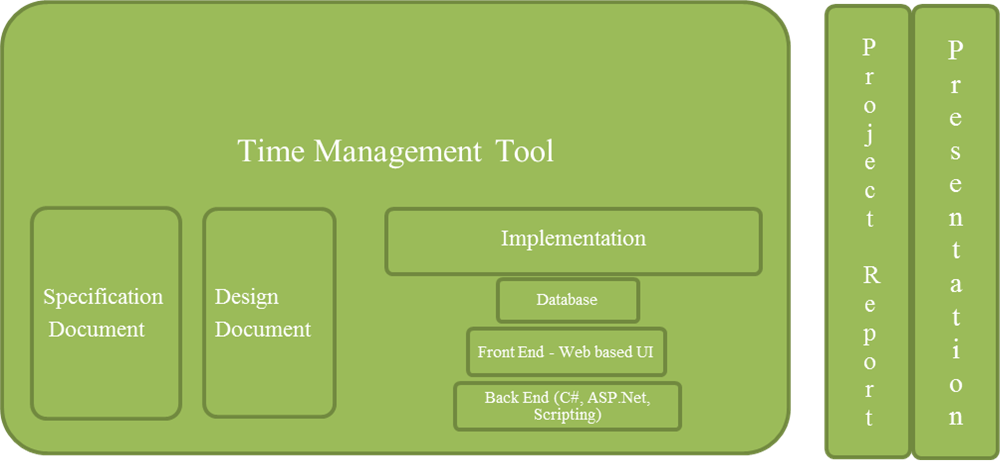 Time Management Tool
Specification
Document
Design
Document
Implementation
Database
Front End - Web based UI
Back End (C#, ASP.Net,
Scripting)
Project Report
Presentation